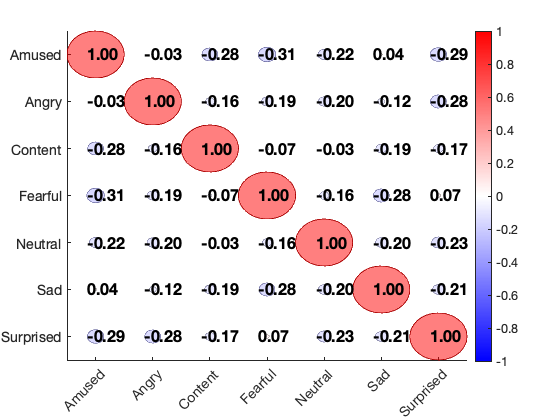 Amused 1.00 -0.03 -0.28 -0.31 -0.22 0.04 -0.29
Angry -0.03 1.00 -0.16 -0.19 -0.20 -0.12 -0.28
Content -0.28 -0.16 1.00 -0.07 -0.03 -0.19 -0.17
Fearful -0.31 -0.19 -0.07 1.00 -0.16 -0.28 0.07
Neutral -0.22 -0.20 -0.03 -0.16 1.00 -0.20 -0.23
Sad 0.04 -0.12 -0.19 -0.28 -0.20 1.00 -0.21
Surprised -0.29 -0.28 -0.17 0.07 -0.23 -0.21 1.00
Amused Angry Content Fearful Neutral Sad Surprised
1
0.8
0.6
0.4
0.2
0
-0.2
-0.4
-0.6
-0.8
-1